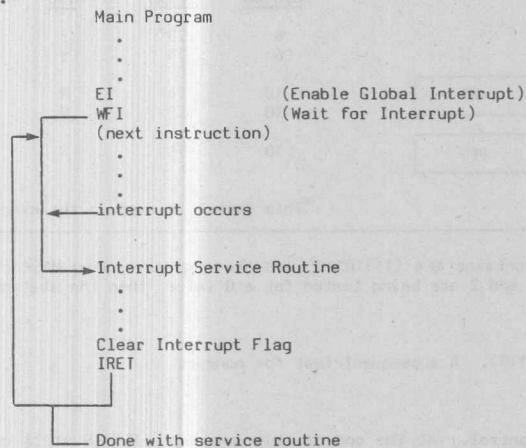 Main Program
EI (Enable Global Interrupt)
WFI (Wait for Interrupt)
(next instruction)
interrupt occurs
Interrupt Service Routine
Clear Interrupt Flag
IRET
Done with service routine